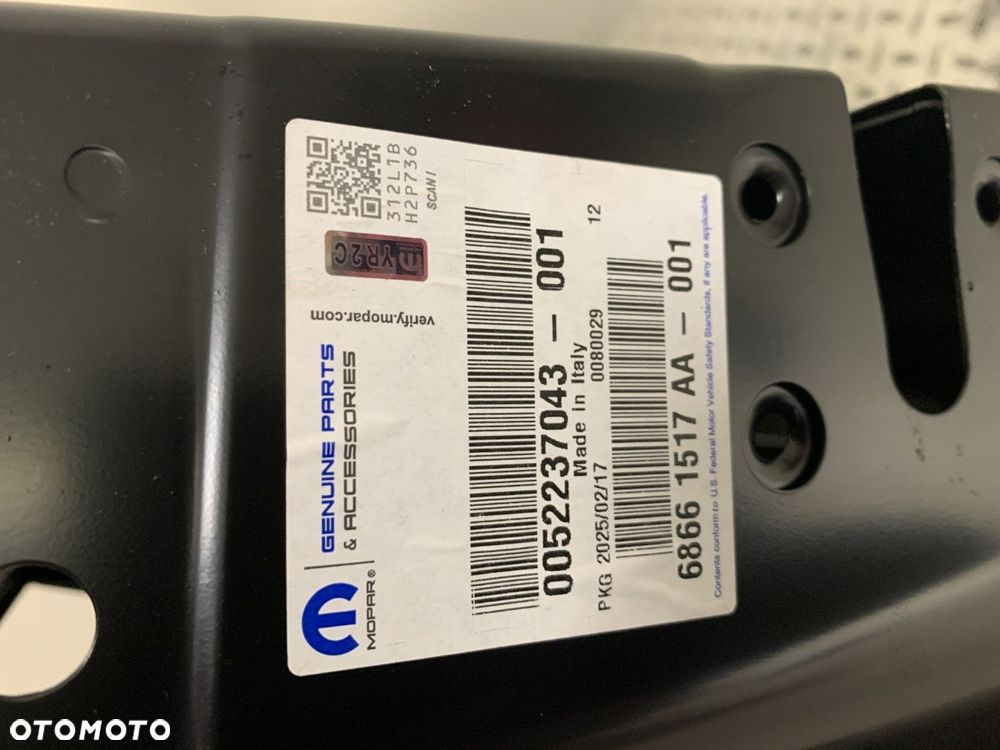 312L1B
H2P736
SCAN!
YR2C
verify.mopar.com
MOPAR®
GENUINE PARTS
& ACCESSORIES
0052237043 — 001
Made in Italy
PKG 2025/02/17 0080029 12
6866 1517 AA — 001
Contents conform to U.S. Federal Motor Vehicle Safety Standards, if any are applicable.
OTOMOTO